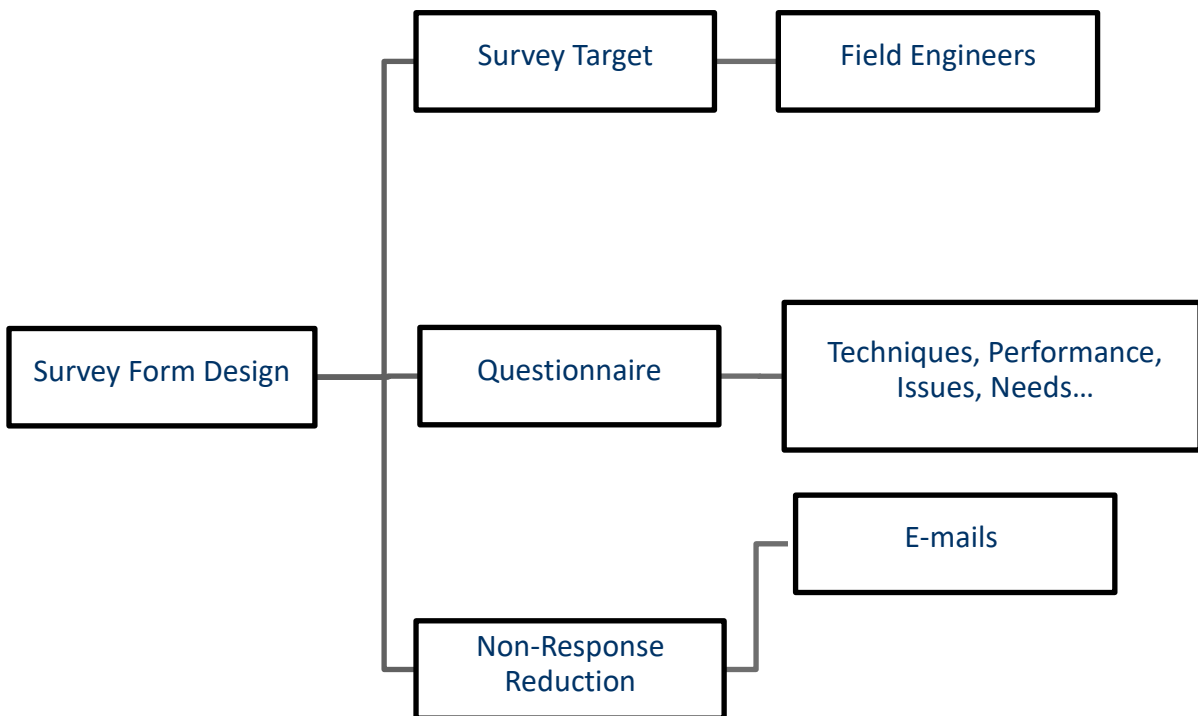 Survey Target
Field Engineers
Survey Form Design
Questionnaire
Techniques, Performance,
Issues, Needs…
E-mails
Non-Response
Reduction